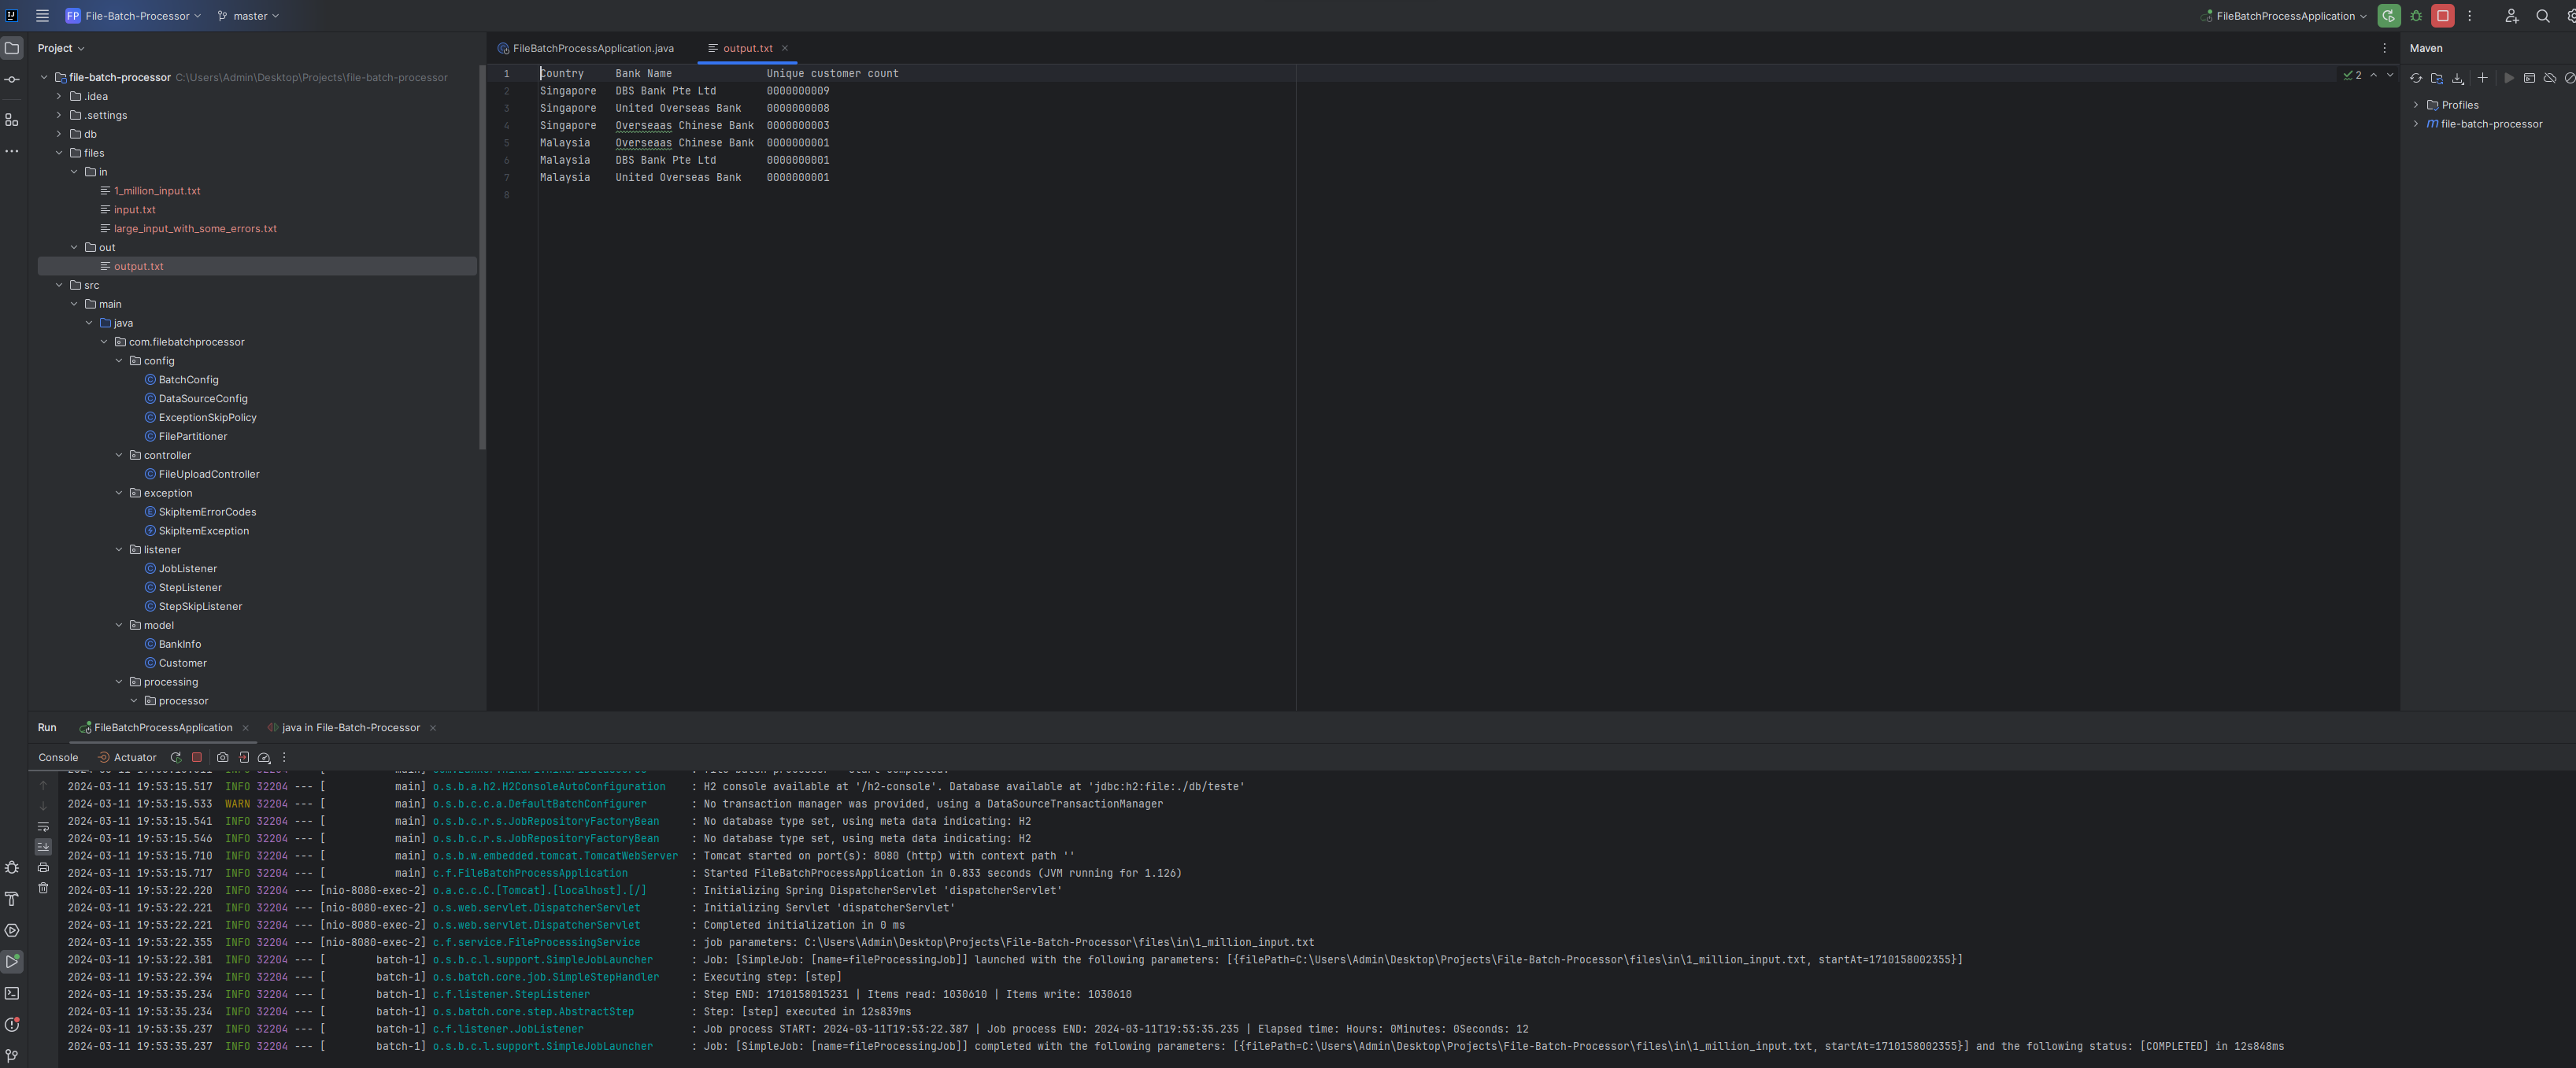 File-Batch-Processor
master
FileBatchProcessApplication
Project
FileBatchProcessApplication.java
output.txt
Maven
file-batch-processor C:\Users\Admin\Desktop\Projects\file-batch-processor
.idea
.settings
db
files
in
1_million_input.txt
input.txt
large_input_with_some_errors.txt
out
output.txt
src
main
java
com.filebatchprocessor
config
BatchConfig
DataSourceConfig
ExceptionSkipPolicy
FilePartitioner
controller
FileUploadController
exception
SkipItemErrorCodes
SkipItemException
listener
JobListener
StepListener
StepSkipListener
model
BankInfo
Customer
processing
processor
1 Country Bank Name Unique customer count
2 Singapore DBS Bank Pte Ltd 0000000009
3 Singapore United Overseas Bank 0000000008
4 Singapore Overseaas Chinese Bank 0000000003
5 Malaysia Overseaas Chinese Bank 0000000001
6 Malaysia DBS Bank Pte Ltd 0000000001
7 Malaysia United Overseas Bank 0000000001
8
2
Profiles
file-batch-processor
Run FileBatchProcessApplication java in File-Batch-Processor
Console Actuator
2024-03-11 19:53:15.517 INFO 32204 --- [ main] o.s.b.a.h2.H2ConsoleAutoConfiguration : H2 console available at '/h2-console'. Database available at 'jdbc:h2:file:./db/teste'
2024-03-11 19:53:15.533 WARN 32204 --- [ main] o.s.b.c.c.a.DefaultBatchConfigurer : No transaction manager was provided, using a DataSourceTransactionManager
2024-03-11 19:53:15.541 INFO 32204 --- [ main] o.s.b.c.r.s.JobRepositoryFactoryBean : No database type set, using meta data indicating: H2
2024-03-11 19:53:15.546 INFO 32204 --- [ main] o.s.b.c.r.s.JobRepositoryFactoryBean : No database type set, using meta data indicating: H2
2024-03-11 19:53:15.710 INFO 32204 --- [ main] o.s.b.w.embedded.tomcat.TomcatWebServer : Tomcat started on port(s): 8080 (http) with context path ''
2024-03-11 19:53:15.717 INFO 32204 --- [ main] c.f.FileBatchProcessApplication : Started FileBatchProcessApplication in 0.833 seconds (JVM running for 1.126)
2024-03-11 19:53:22.220 INFO 32204 --- [nio-8080-exec-2] o.a.c.c.C.[Tomcat].[localhost].[/] : Initializing Spring DispatcherServlet 'dispatcherServlet'
2024-03-11 19:53:22.221 INFO 32204 --- [nio-8080-exec-2] o.s.web.servlet.DispatcherServlet : Initializing Servlet 'dispatcherServlet'
2024-03-11 19:53:22.221 INFO 32204 --- [nio-8080-exec-2] o.s.web.servlet.DispatcherServlet : Completed initialization in 0 ms
2024-03-11 19:53:22.355 INFO 32204 --- [nio-8080-exec-2] c.f.service.FileProcessingService : job parameters: C:\Users\Admin\Desktop\Projects\File-Batch-Processor\files\in\1_million_input.txt
2024-03-11 19:53:22.381 INFO 32204 --- [ batch-1] o.s.b.c.l.support.SimpleJobLauncher : Job: [SimpleJob: [name=fileProcessingJob]] launched with the following parameters: [{filePath=C:\Users\Admin\Desktop\Projects\File-Batch-Processor\files\in\1_million_input.txt, startAt=1710158002355}]
2024-03-11 19:53:22.394 INFO 32204 --- [ batch-1] o.s.batch.core.job.SimpleStepHandler : Executing step: [step]
2024-03-11 19:53:35.234 INFO 32204 --- [ batch-1] c.f.listener.StepListener : Step END: 1710158015231 | Items read: 1030610 | Items write: 1030610
2024-03-11 19:53:35.234 INFO 32204 --- [ batch-1] o.s.batch.core.step.AbstractStep : Step: [step] executed in 12s839ms
2024-03-11 19:53:35.237 INFO 32204 --- [ batch-1] c.f.listener.JobListener : Job process START: 2024-03-11T19:53:22.387 | Job process END: 2024-03-11T19:53:35.235 | Elapsed time: Hours: 0Minutes: 0Seconds: 12
2024-03-11 19:53:35.237 INFO 32204 --- [ batch-1] o.s.b.c.l.support.SimpleJobLauncher : Job: [SimpleJob: [name=fileProcessingJob]] completed with the following parameters: [{filePath=C:\Users\Admin\Desktop\Projects\File-Batch-Processor\files\in\1_million_input.txt, startAt=1710158002355}] and the following status: [COMPLETED] in 12s848ms